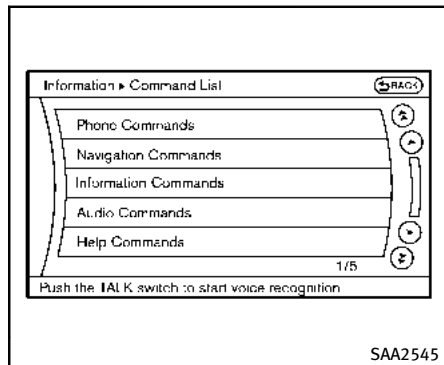 Information ▸ Command List
BACK
Phone Commands
Navigation Commands
Information Commands
Audio Commands
Help Commands
1/5
Push the TALK switch to start voice recognition
SAA2545